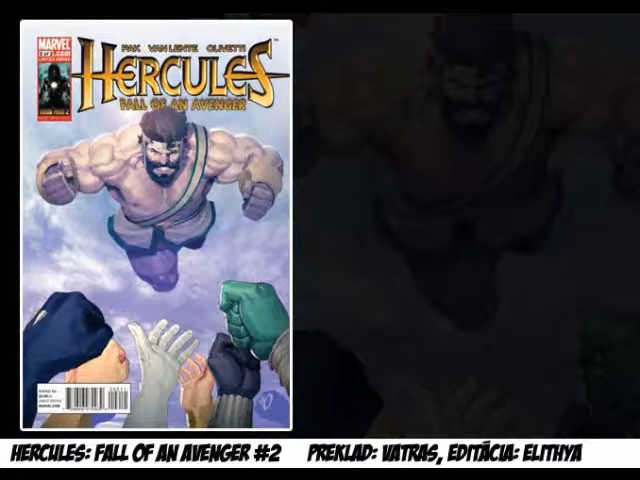 MARVEL
PAK VAN LENTE OLIVETTI
HERCULES
FALL OF AN AVENGER
HERCULES: FALL OF AN AVENGER #2
PREKLAD: VATRAS, EDITÁCIA: ELITHYA